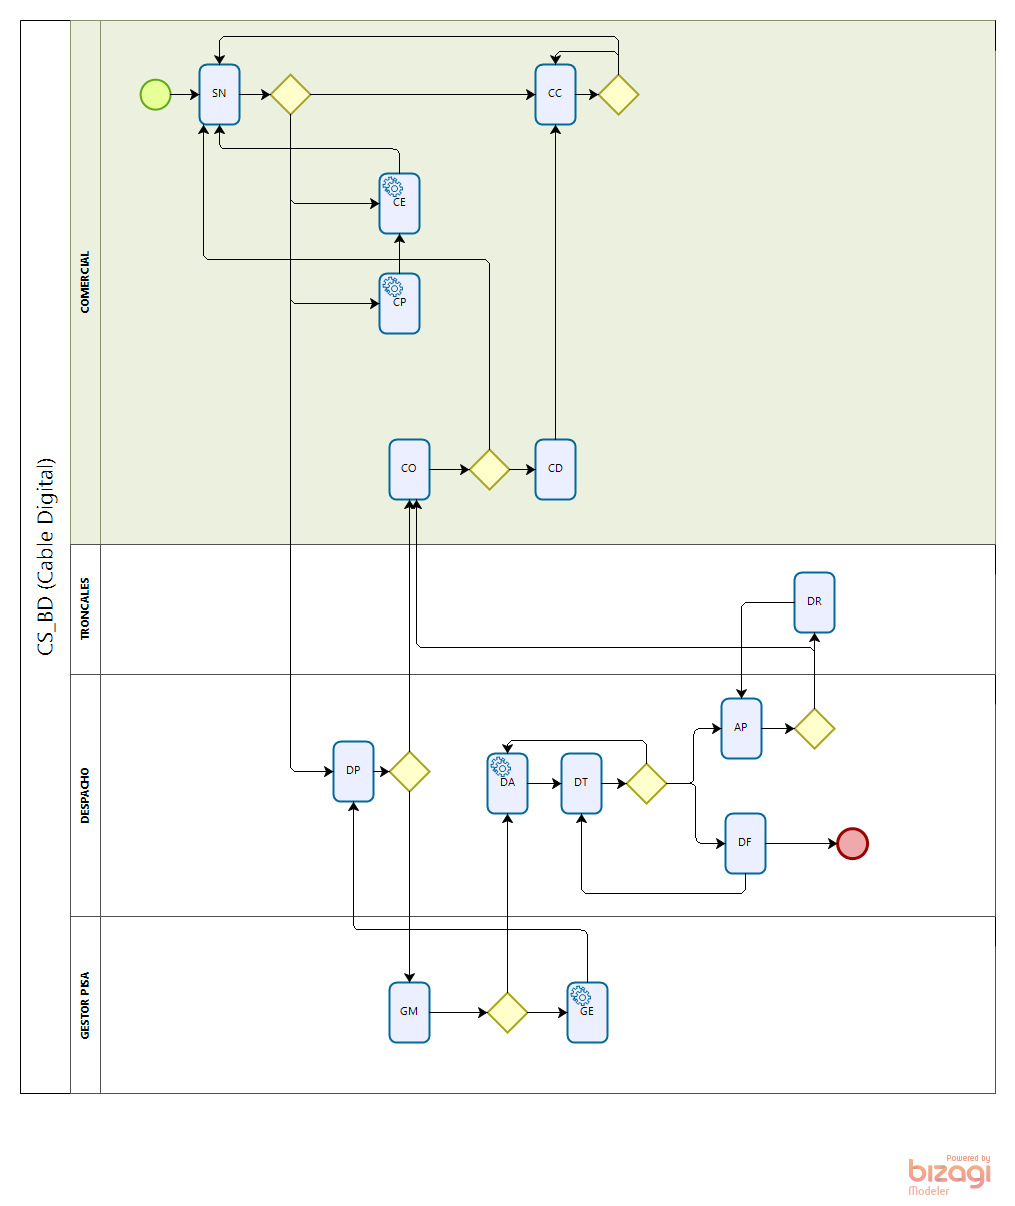 CS_BD (Cable Digital)
COMERCIAL
SN
CC
CE
CP
CO
CD
TRONCALES
DR
DESPACHO
AP
DP
DA
DT
DF
GESTOR PISA
GM
GE
Powered by
bizagi
Modeler